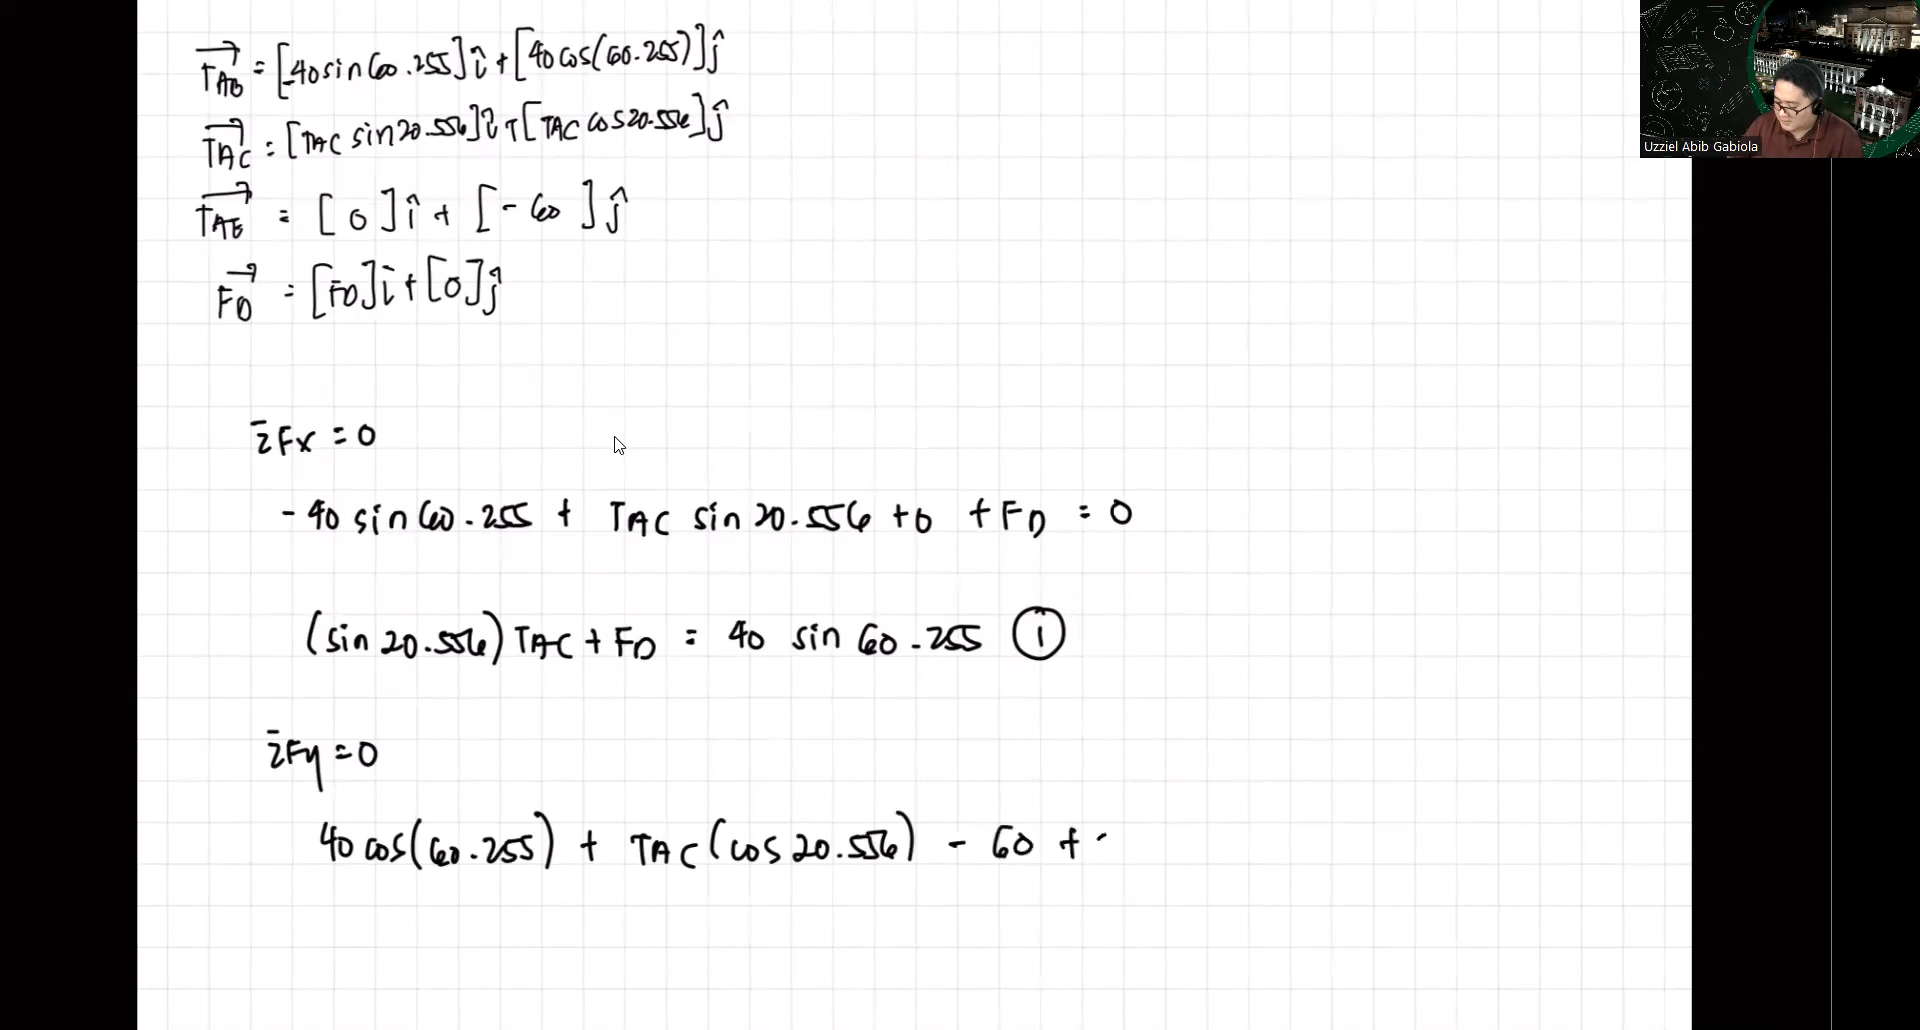 TAB = [-40sin60.255]î + [40cos(60.255)]ĵ
TAC = [TAC sin20.556]î + [TAC cos20.556]ĵ
TAE = [0]î + [-60]ĵ
FD = [FD]î + [0]ĵ
ΣFx = 0
-40 sin 60.255 + TAC sin 20.556 + 0 + FD = 0
(sin 20.556) TAC + FD = 40 sin 60.255 ①
ΣFy = 0
40 cos(60.255) + TAC (cos 20.556) - 60 +
Uzziel Abib Gabiola